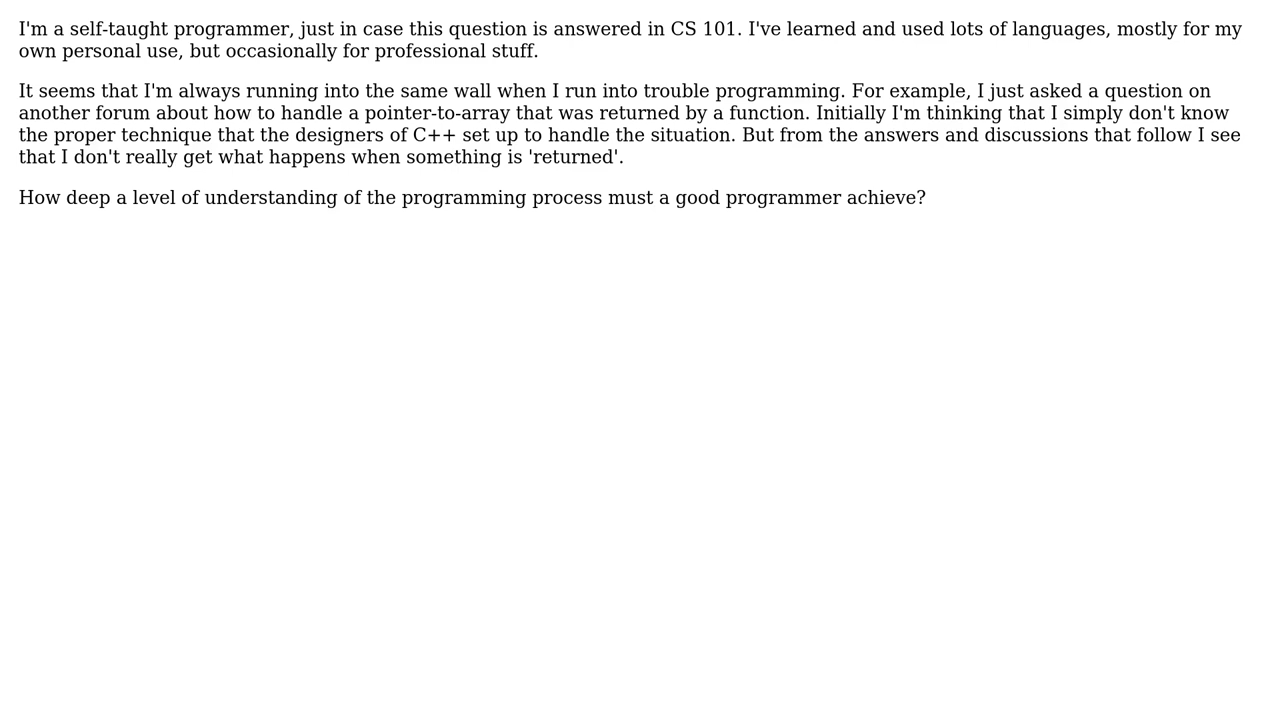 I'm a self-taught programmer, just in case this question is answered in CS 101. I've learned and used lots of languages, mostly for my
own personal use, but occasionally for professional stuff.
It seems that I'm always running into the same wall when I run into trouble programming. For example, I just asked a question on
another forum about how to handle a pointer-to-array that was returned by a function. Initially I'm thinking that I simply don't know
the proper technique that the designers of C++ set up to handle the situation. But from the answers and discussions that follow I see
that I don't really get what happens when something is 'returned'.
How deep a level of understanding of the programming process must a good programmer achieve?